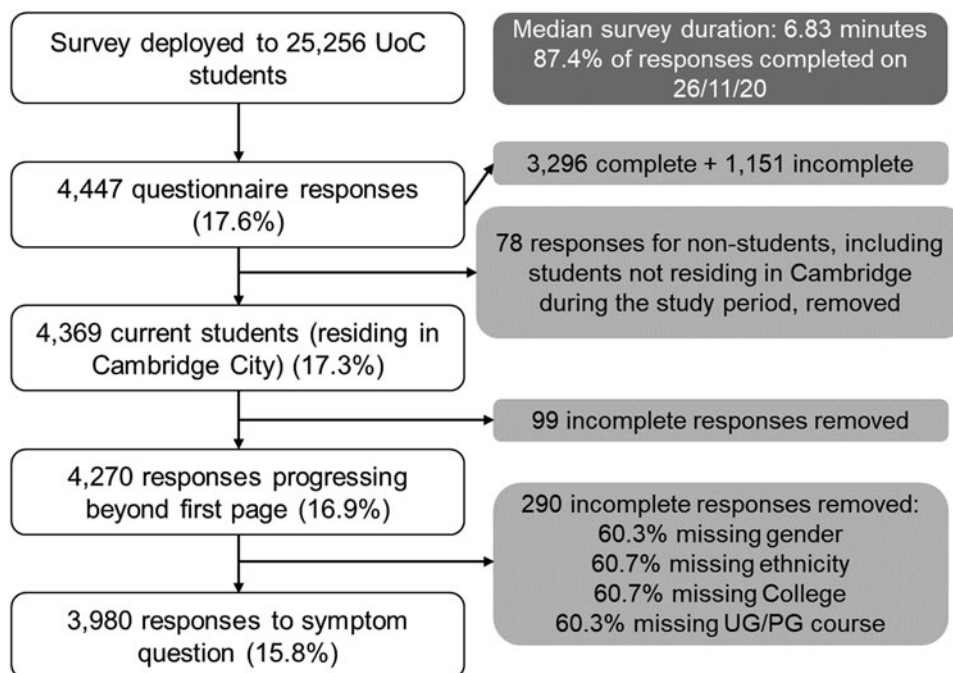 Survey deployed to 25,256 UoC
students
Median survey duration: 6.83 minutes
87.4% of responses completed on
26/11/20
4,447 questionnaire responses
(17.6%)
3,296 complete + 1,151 incomplete
78 responses for non-students, including
students not residing in Cambridge
during the study period, removed
4,369 current students (residing in
Cambridge City) (17.3%)
99 incomplete responses removed
4,270 responses progressing
beyond first page (16.9%)
290 incomplete responses removed:
60.3% missing gender
60.7% missing ethnicity
60.7% missing College
60.3% missing UG/PG course
3,980 responses to symptom
question (15.8%)